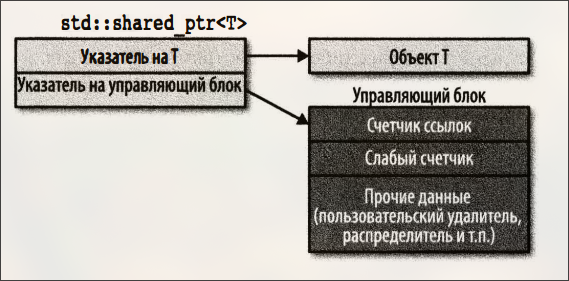 std::shared_ptr<T>
Указатель на T
Объект T
Указатель на управляющий блок
Управляющий блок
Счетчик ссылок
Слабый счетчик
Прочие данные
(пользовательский удалитель,
распределитель и т.п.)